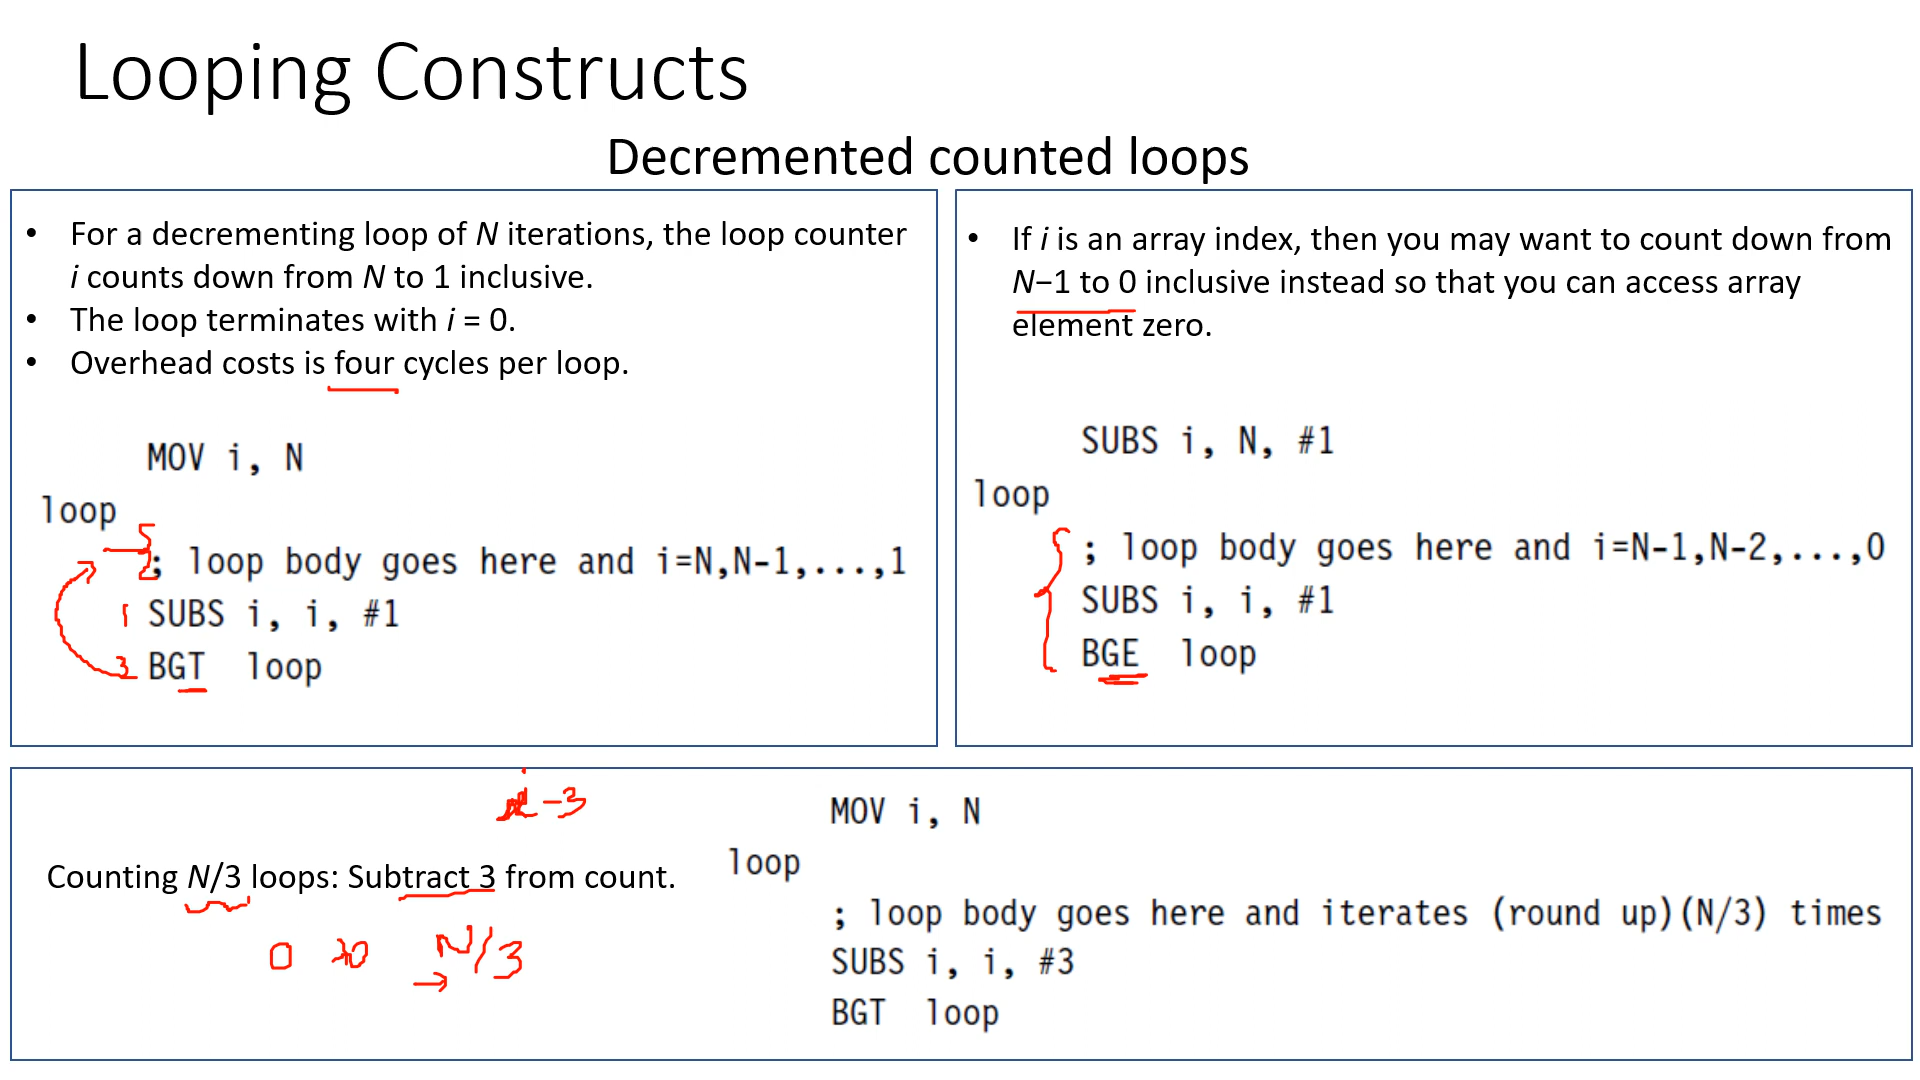 Looping Constructs
Decremented counted loops
• For a decrementing loop of N iterations, the loop counter
i counts down from N to 1 inclusive.
• The loop terminates with i = 0.
• Overhead costs is four cycles per loop.
MOV i, N
loop
; loop body goes here and i=N,N-1,...,1
1 SUBS i, i, #1
3 BGT loop
• If i is an array index, then you may want to count down from
N−1 to 0 inclusive instead so that you can access array
element zero.
SUBS i, N, #1
loop
; loop body goes here and i=N-1,N-2,...,0
SUBS i, i, #1
BGE loop
-3
Counting N/3 loops: Subtract 3 from count.
0 to N/3
MOV i, N
loop
; loop body goes here and iterates (round up)(N/3) times
SUBS i, i, #3
BGT loop